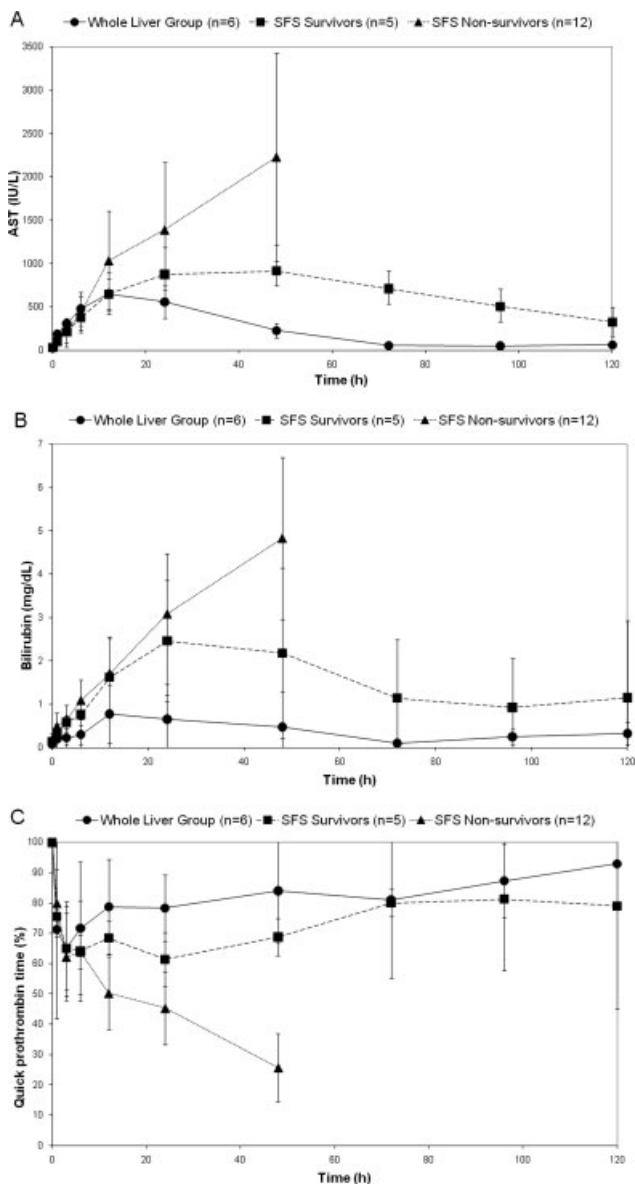 A
Whole Liver Group (n=6) SFS Survivors (n=5) SFS Non-survivors (n=12)
3500
3000
2500
2000
1500
1000
500
0
AST (IU/L)
0 20 40 60 80 100 120
Time (h)
B
Whole Liver Group (n=6) SFS Survivors (n=5) SFS Non-survivors (n=12)
7
6
5
4
3
2
1
0
Bilirubin (mg/dL)
0 20 40 60 80 100 120
Time (h)
C
Whole Liver Group (n=6) SFS Survivors (n=5) SFS Non-survivors (n=12)
100
90
80
70
60
50
40
30
20
10
0
Quick prothrombin time (%)
0 20 40 60 80 100 120
Time (h)